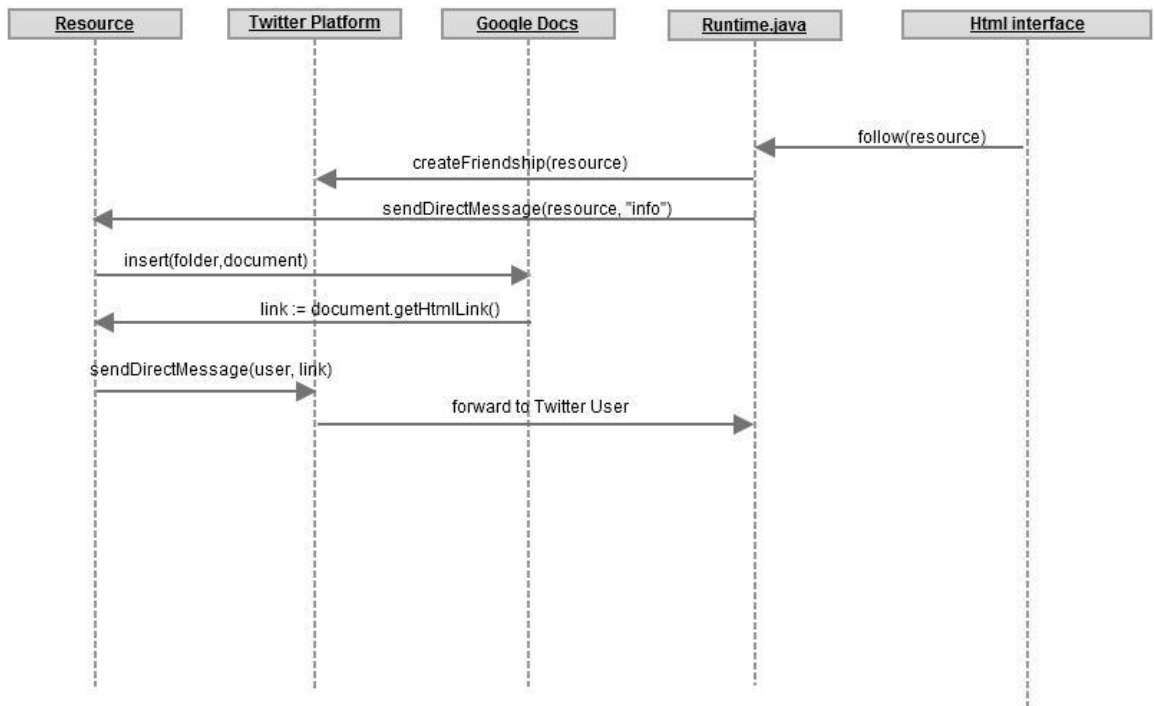 Resource
Twitter Platform
Google Docs
Runtime.java
Html interface
follow(resource)
createFriendship(resource)
sendDirectMessage(resource, "info")
insert(folder,document)
link := document.getHtmlLink()
sendDirectMessage(user, link)
forward to Twitter User